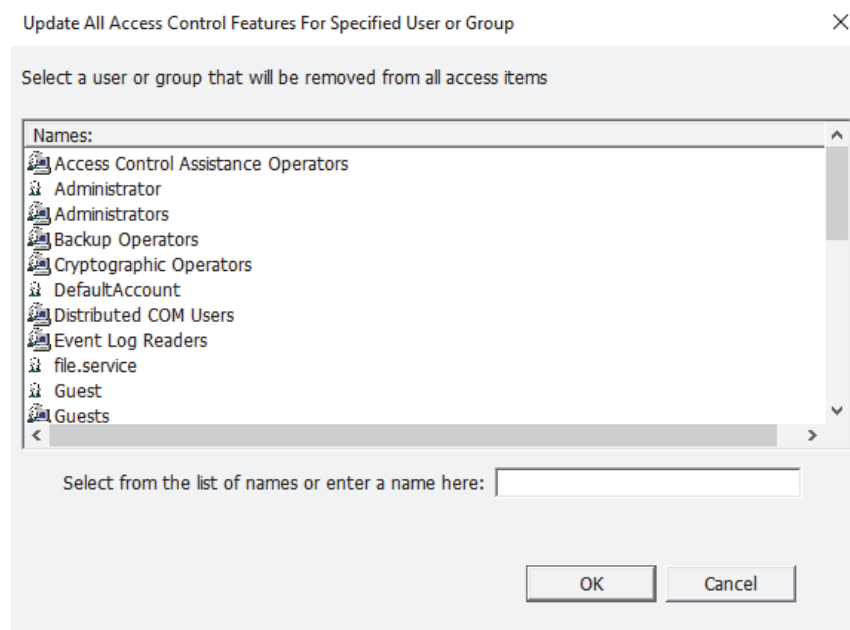 Update All Access Control Features For Specified User or Group
Select a user or group that will be removed from all access items
Names:
Access Control Assistance Operators
Administrator
Administrators
Backup Operators
Cryptographic Operators
DefaultAccount
Distributed COM Users
Event Log Readers
file.service
Guest
Guests
Select from the list of names or enter a name here:
OK Cancel